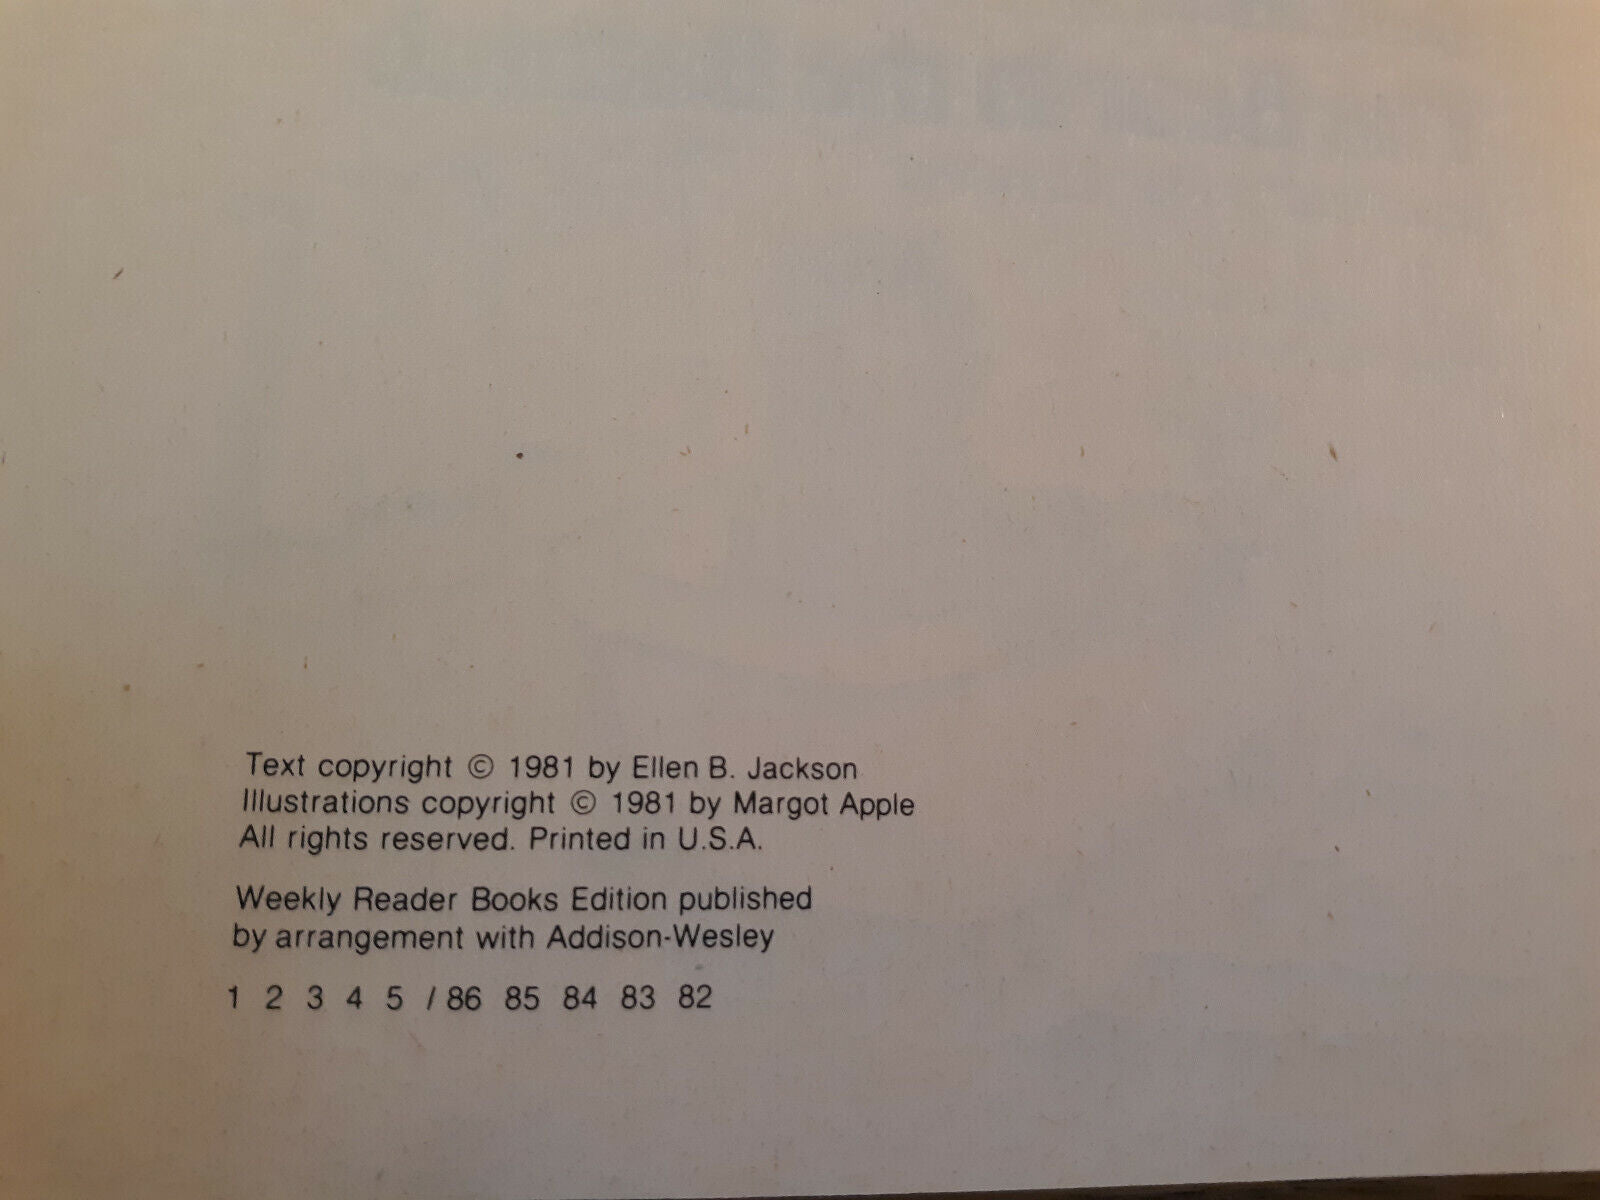 Text copyright © 1981 by Ellen B. Jackson
Illustrations copyright © 1981 by Margot Apple
All rights reserved. Printed in U.S.A.
Weekly Reader Books Edition published
by arrangement with Addison-Wesley
1 2 3 4 5 / 86 85 84 83 82